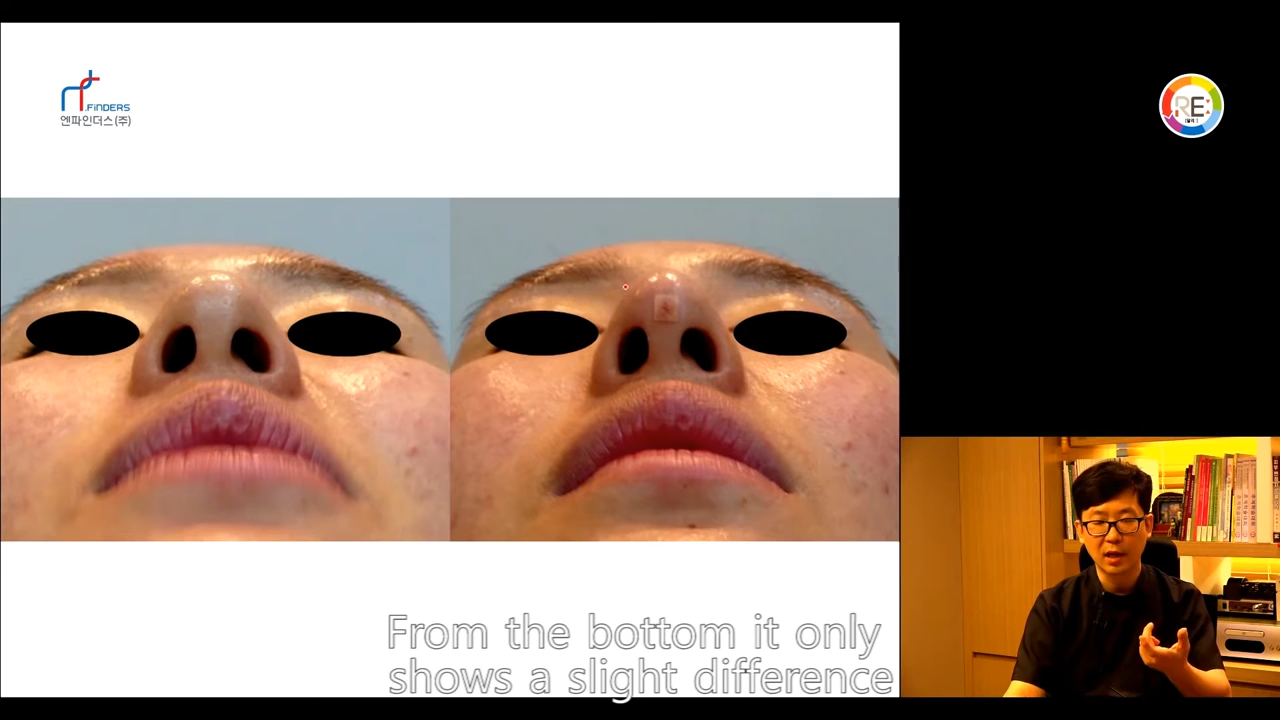 .FiNDERS
엔파인더스(주)
RE:
From the bottom it only
shows a slight difference